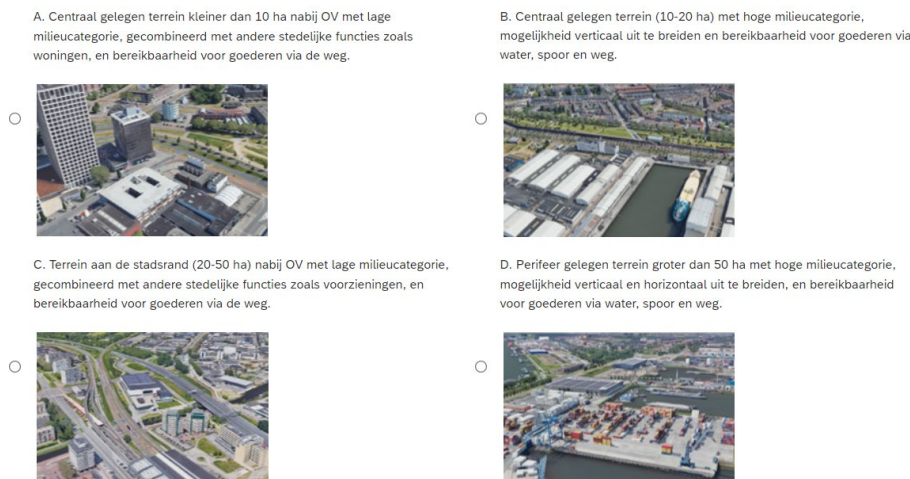 A. Centraal gelegen terrein kleiner dan 10 ha nabij OV met lage
milieucategorie, gecombineerd met andere stedelijke functies zoals
woningen, en bereikbaarheid voor goederen via de weg.
B. Centraal gelegen terrein (10-20 ha) met hoge milieucategorie,
mogelijkheid verticaal uit te breiden en bereikbaarheid voor goederen via
water, spoor en weg.
C. Terrein aan de stadsrand (20-50 ha) nabij OV met lage milieucategorie,
gecombineerd met andere stedelijke functies zoals voorzieningen, en
bereikbaarheid voor goederen via de weg.
D. Perifeer gelegen terrein groter dan 50 ha met hoge milieucategorie,
mogelijkheid verticaal en horizontaal uit te breiden, en bereikbaarheid
voor goederen via water, spoor en weg.